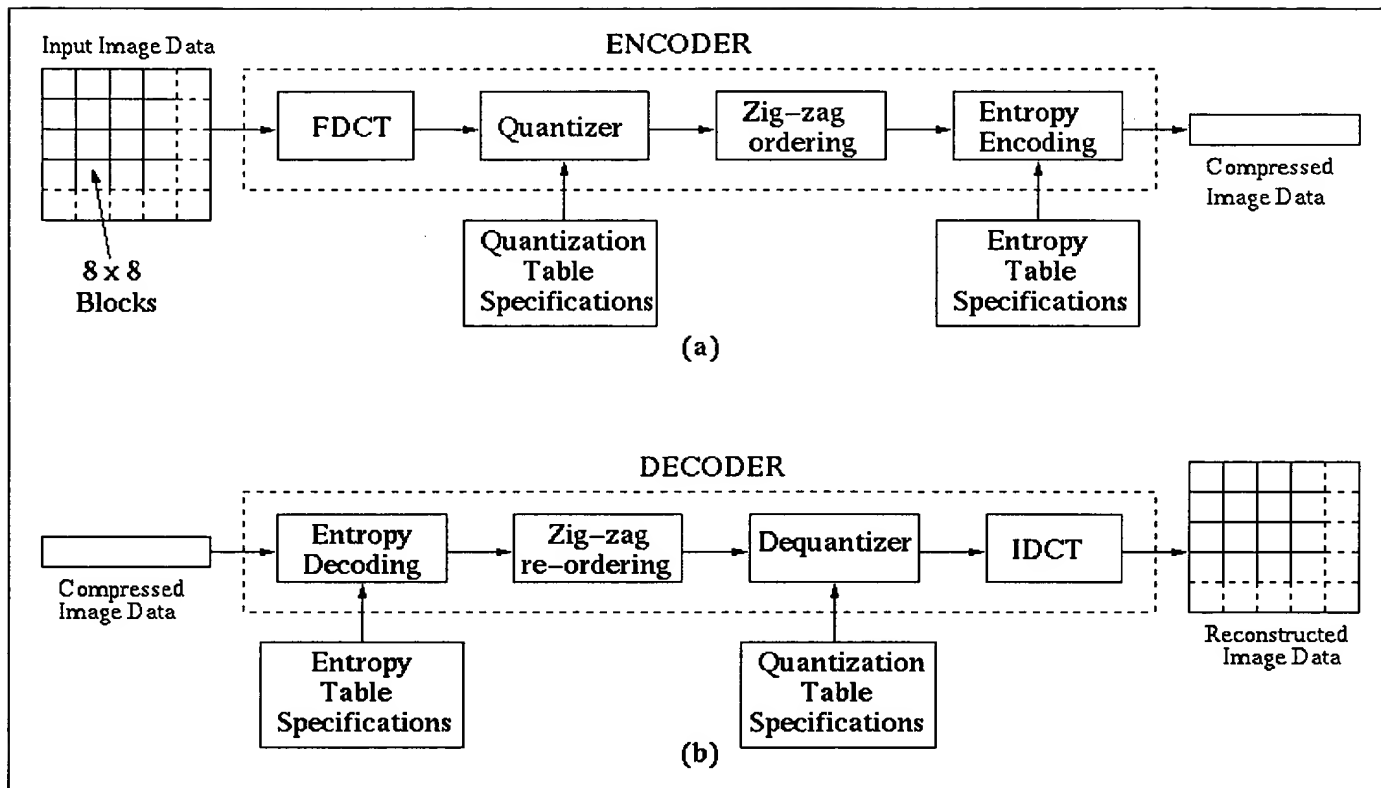 Input Image Data
ENCODER
FDCT
Quantizer
Zig-zag
ordering
Entropy
Encoding
Compressed
Image Data
8 x 8
Blocks
Quantization
Table
Specifications
Entropy
Table
Specifications
(a)
DECODER
Compressed
Image Data
Entropy
Decoding
Zig-zag
re-ordering
Dequantizer
IDCT
Reconstructed
Image Data
Entropy
Table
Specifications
Quantization
Table
Specifications
(b)